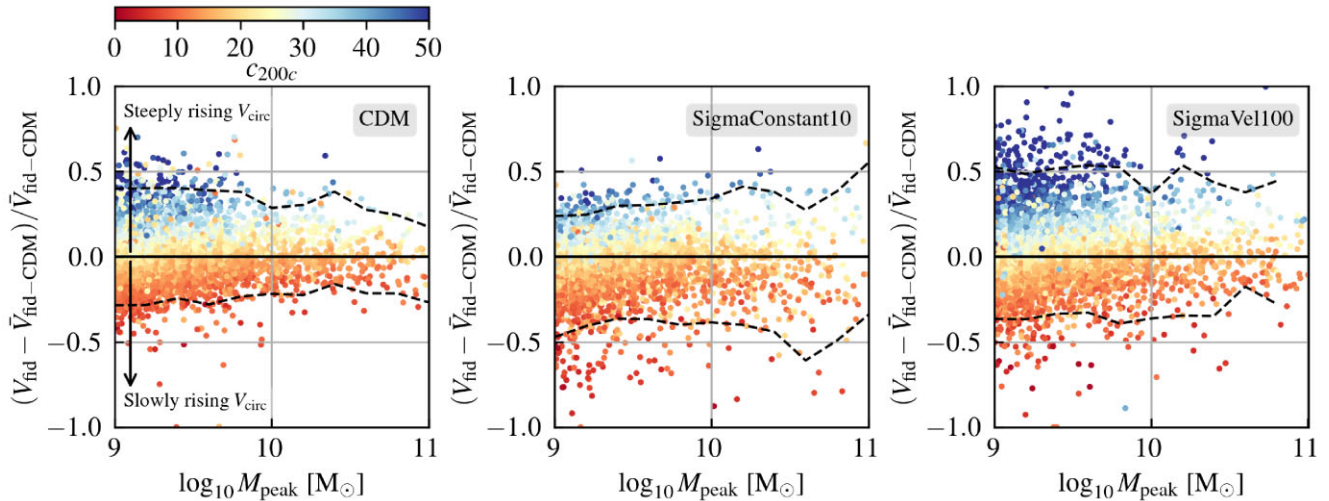 0 10 20 30 40 50
c200c
1.0 0.5 0.0 −0.5 −1.0
(Vfid − V̄fid−CDM)/V̄fid−CDM
Steeply rising Vcirc
CDM
Slowly rising Vcirc
9 10 11
log10 Mpeak [M⊙]
1.0 0.5 0.0 −0.5 −1.0
(Vfid − V̄fid−CDM)/V̄fid−CDM
SigmaConstant10
9 10 11
log10 Mpeak [M⊙]
1.0 0.5 0.0 −0.5 −1.0
(Vfid − V̄fid−CDM)/V̄fid−CDM
SigmaVel100
9 10 11
log10 Mpeak [M⊙]